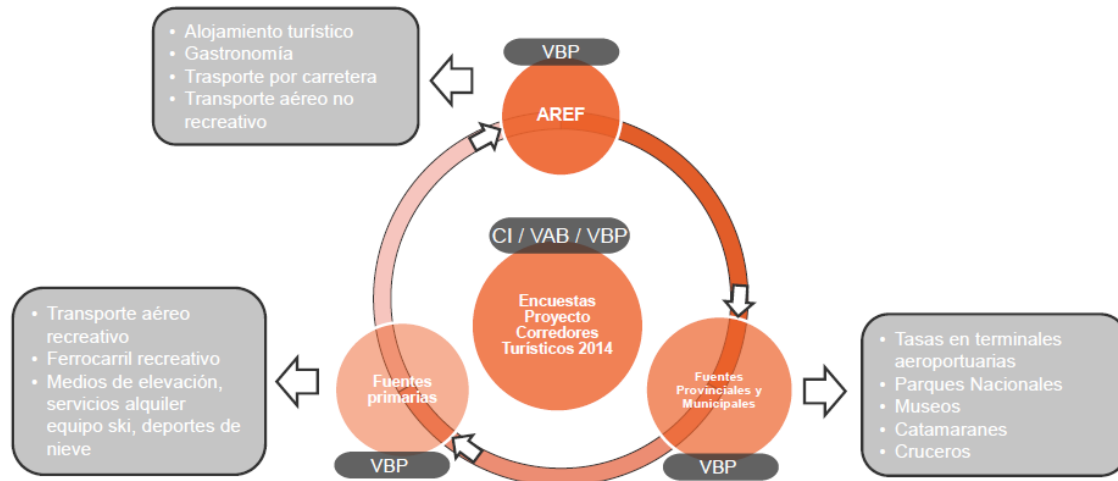 • Alojamiento turístico
• Gastronomía
• Trasporte por carretera
• Transporte aéreo no
recreativo
VBP
AREF
CI / VAB / VBP
Encuestas
Proyecto
Corredores
Turísticos 2014
• Transporte aéreo
recreativo
• Ferrocarril recreativo
• Medios de elevación,
servicios alquiler
equipo ski, deportes de
nieve
Fuentes
primarias
VBP
Fuentes
Provinciales y
Municipales
VBP
• Tasas en terminales
aeroportuarias
• Parques Nacionales
• Museos
• Catamaranes
• Cruceros